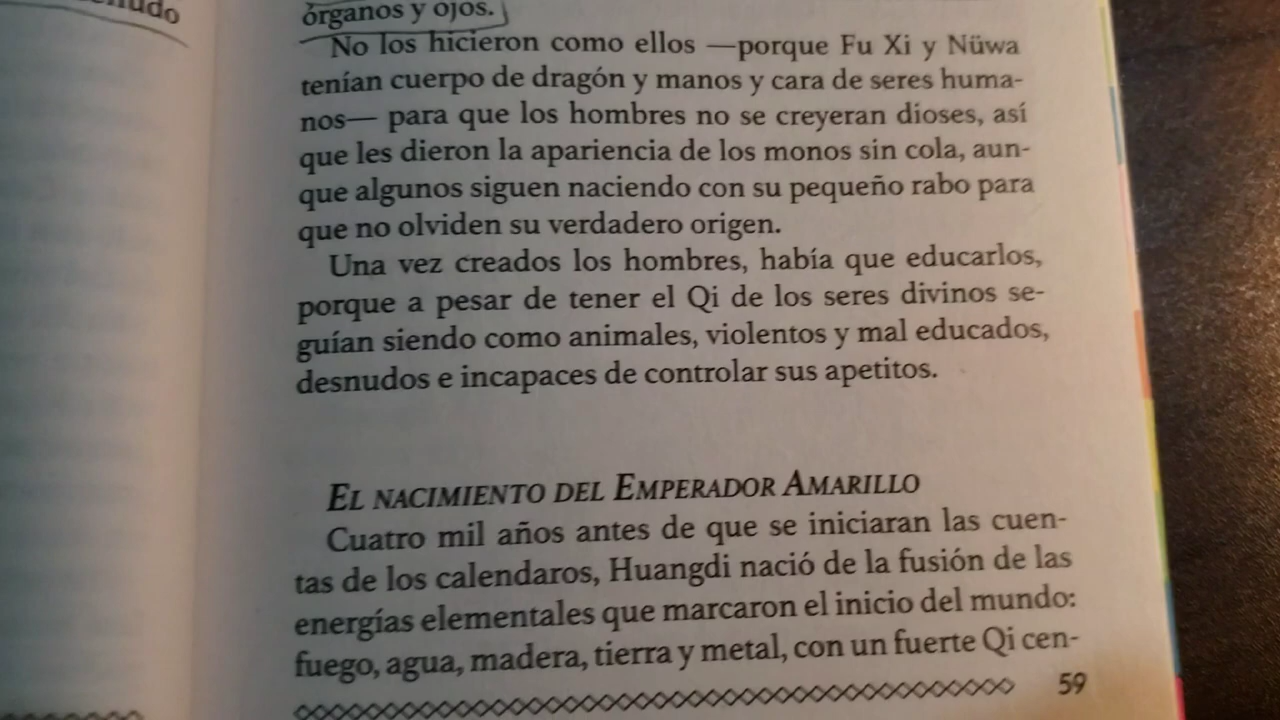 órganos y ojos.
No los hicieron como ellos —porque Fu Xi y Nüwa
tenían cuerpo de dragón y manos y cara de seres huma-
nos— para que los hombres no se creyeran dioses, así
que les dieron la apariencia de los monos sin cola, aun-
que algunos siguen naciendo con su pequeño rabo para
que no olviden su verdadero origen.
Una vez creados los hombres, había que educarlos,
porque a pesar de tener el Qi de los seres divinos se-
guían siendo como animales, violentos y mal educados,
desnudos e incapaces de controlar sus apetitos.
EL NACIMIENTO DEL EMPERADOR AMARILLO
Cuatro mil años antes de que se iniciaran las cuen-
tas de los calendaros, Huangdi nació de la fusión de las
energías elementales que marcaron el inicio del mundo:
fuego, agua, madera, tierra y metal, con un fuerte Qi cen-
59